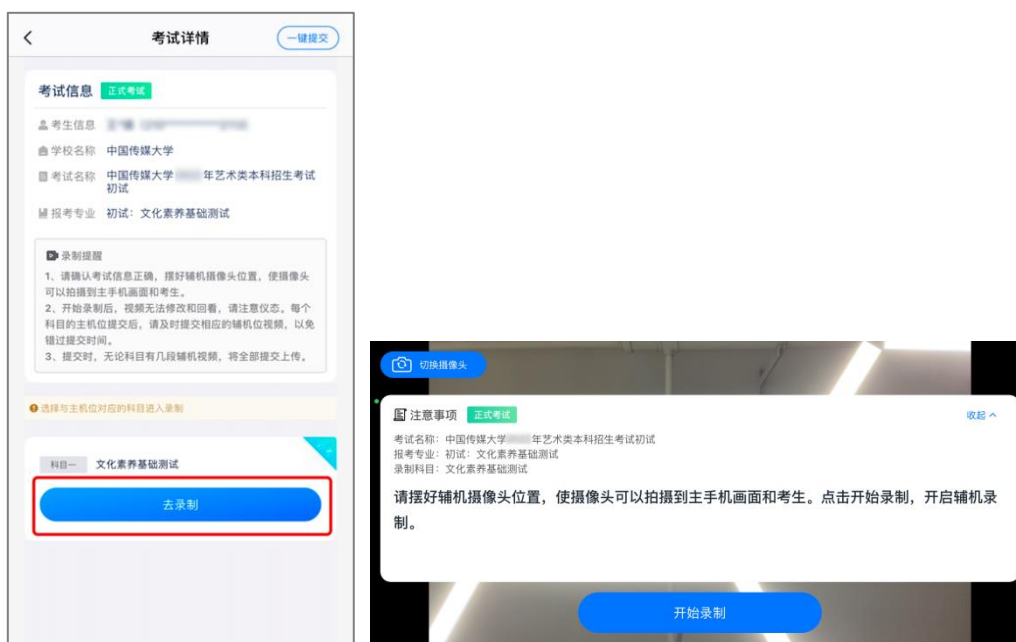 考试详情
一键提交
考试信息 正式考试
考生信息
学校名称 中国传媒大学
考试名称 中国传媒大学 年艺术类本科招生考试
初试
报考专业 初试：文化素养基础测试
录制提醒
1、请确认考试信息正确，摆好辅机摄像头位置，使摄像头
可以拍摄到主手机画面和考生。
2、开始录制后，视频无法修改和回看，请注意仪态。每个
科目的主机位提交后，请及时提交相应的辅机位视频，以免
错过提交时间。
3、提交时，无论科目有几段辅机视频，将全部提交上传。
选择与主机位对应的科目进入录制
科目一 文化素养基础测试
去录制
切换摄像头
注意事项 正式考试
收起
考试名称：中国传媒大学 年艺术类本科招生考试初试
报考专业：初试：文化素养基础测试
录制科目：文化素养基础测试
请摆好辅机摄像头位置，使摄像头可以拍摄到主手机画面和考生。点击开始录制，开启辅机录
制。
开始录制